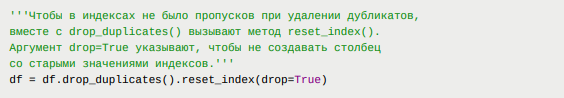 '''Чтобы в индексах не было пропусков при удалении дубликатов,
вместе с drop_duplicates() вызывают метод reset_index().
Аргумент drop=True указывают, чтобы не создавать столбец
со старыми значениями индексов.'''
df = df.drop_duplicates().reset_index(drop=True)